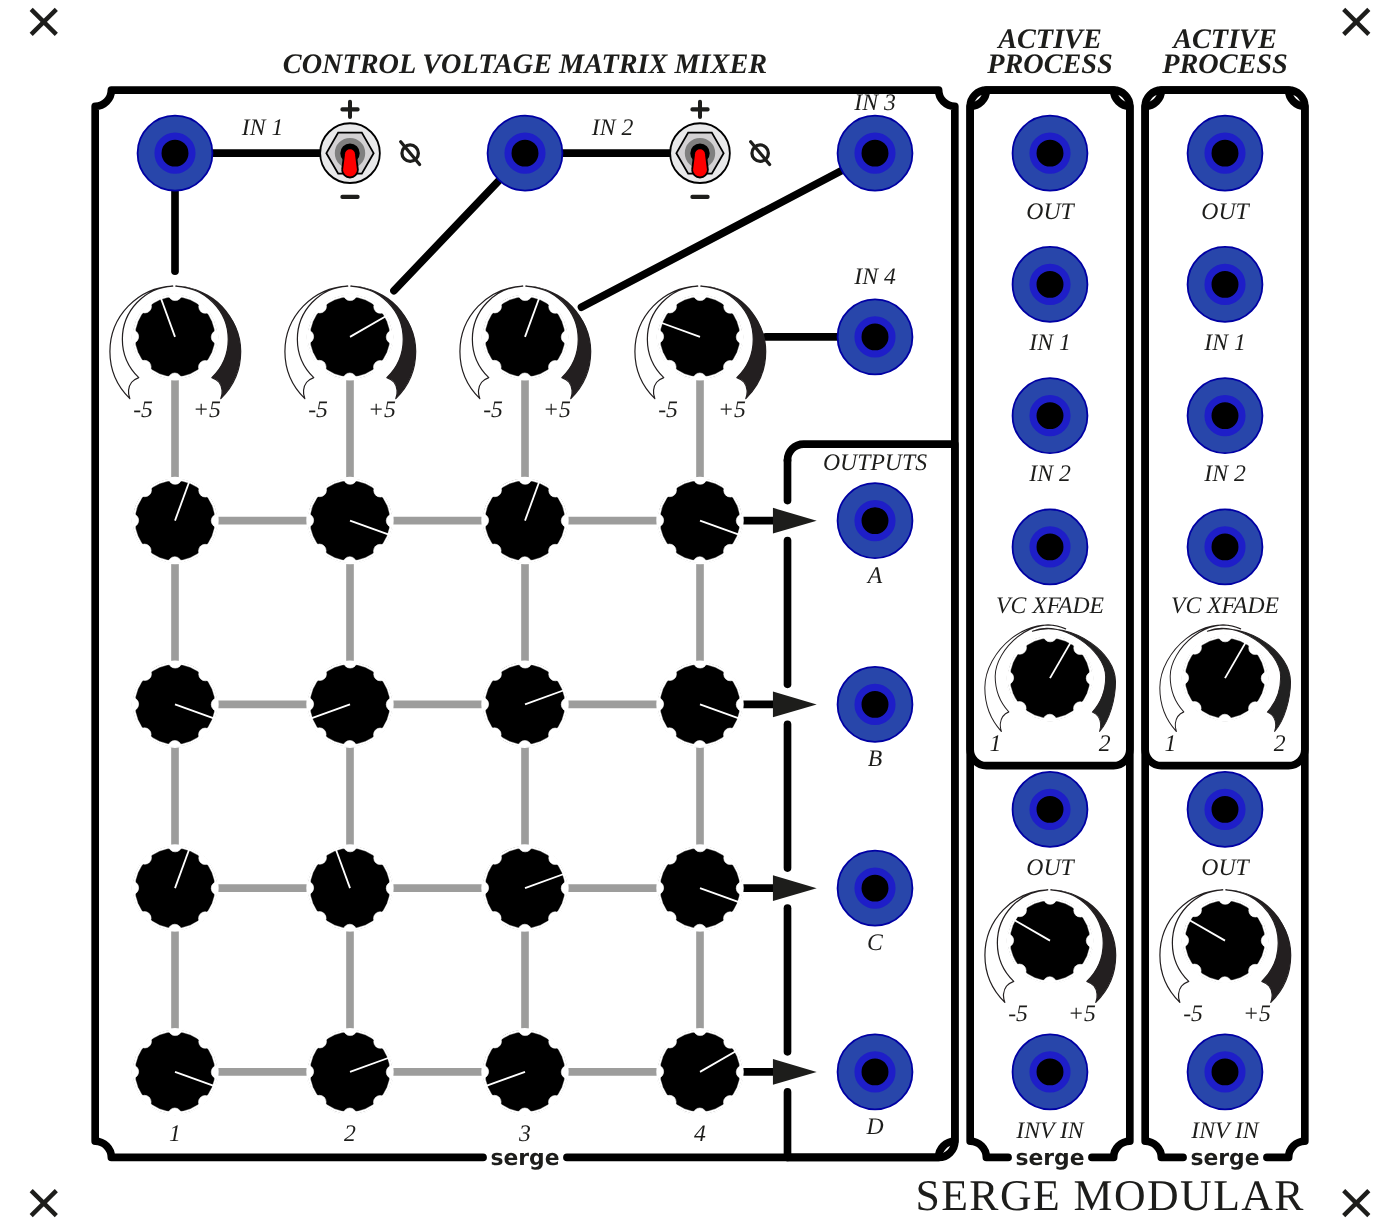 CONTROL VOLTAGE MATRIX MIXER
ACTIVE
PROCESS
ACTIVE
PROCESS
IN 1
+
Ø
−
IN 2
+
Ø
−
IN 3
IN 4
-5 +5
-5 +5
-5 +5
-5 +5
OUTPUTS
A
B
C
D
1 2 3 4
serge
OUT
IN 1
IN 2
VC XFADE
1 2
OUT
-5 +5
INV IN
serge
OUT
IN 1
IN 2
VC XFADE
1 2
OUT
-5 +5
INV IN
serge
SERGE MODULAR